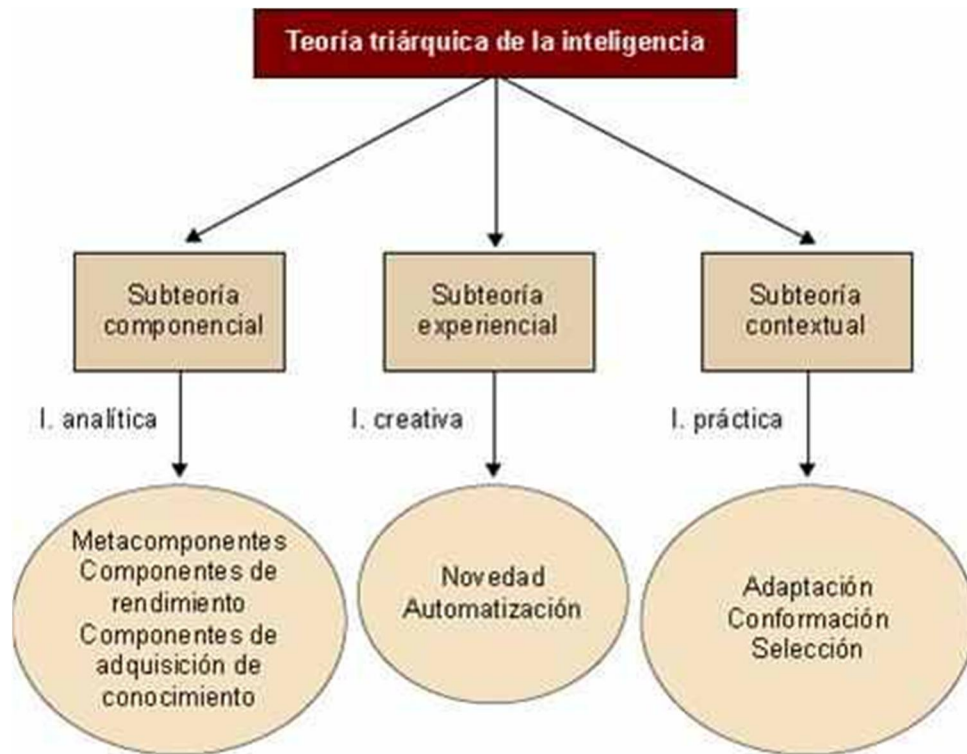 Teoría triárquica de la inteligencia
Subteoría
componencial
Subteoría
experiencial
Subteoría
contextual
I. analítica
I. creativa
I. práctica
Metacomponentes
Componentes de
rendimiento
Componentes de
adquisición de
conocimiento
Novedad
Automatización
Adaptación
Conformación
Selección